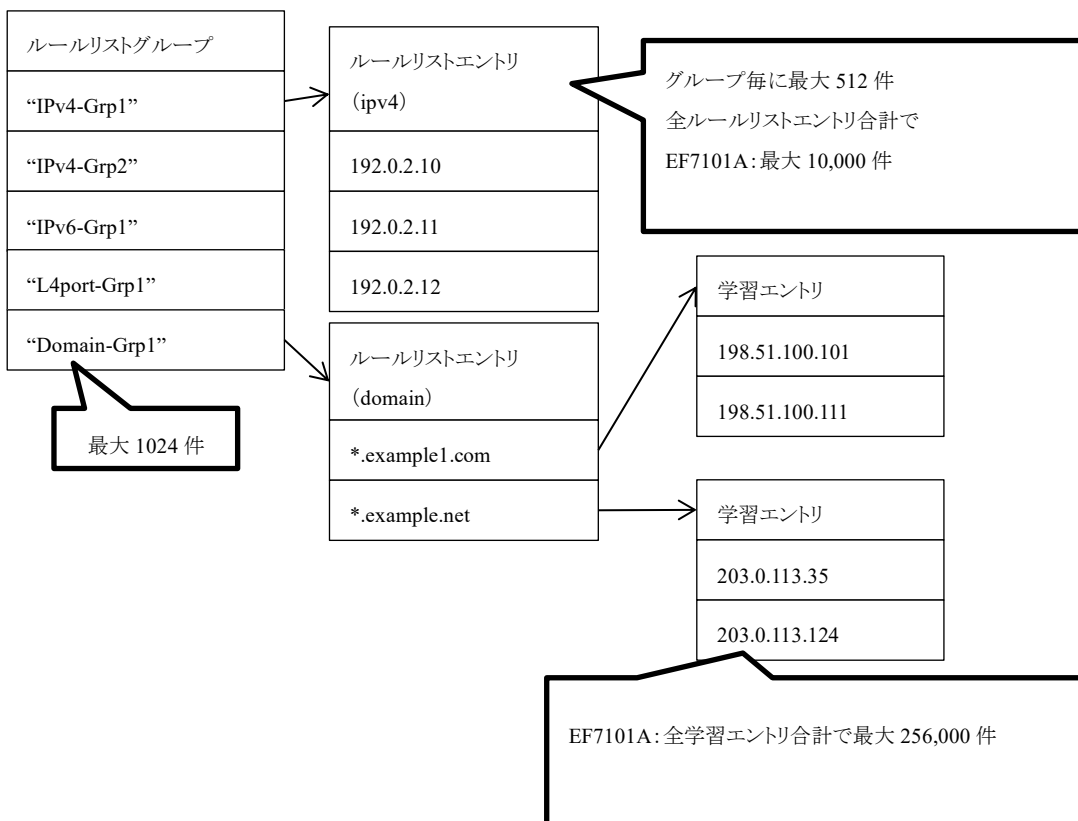 ルールリストグループ
“IPv4-Grp1”
“IPv4-Grp2”
“IPv6-Grp1”
“L4port-Grp1”
“Domain-Grp1”
最大 1024 件
ルールリストエントリ
(ipv4)
192.0.2.10
192.0.2.11
192.0.2.12
グループ毎に最大 512 件
全ルールリストエントリ合計で
EF7101A:最大 10,000 件
ルールリストエントリ
(domain)
*.example1.com
*.example.net
学習エントリ
198.51.100.101
198.51.100.111
学習エントリ
203.0.113.35
203.0.113.124
EF7101A:全学習エントリ合計で最大 256,000 件